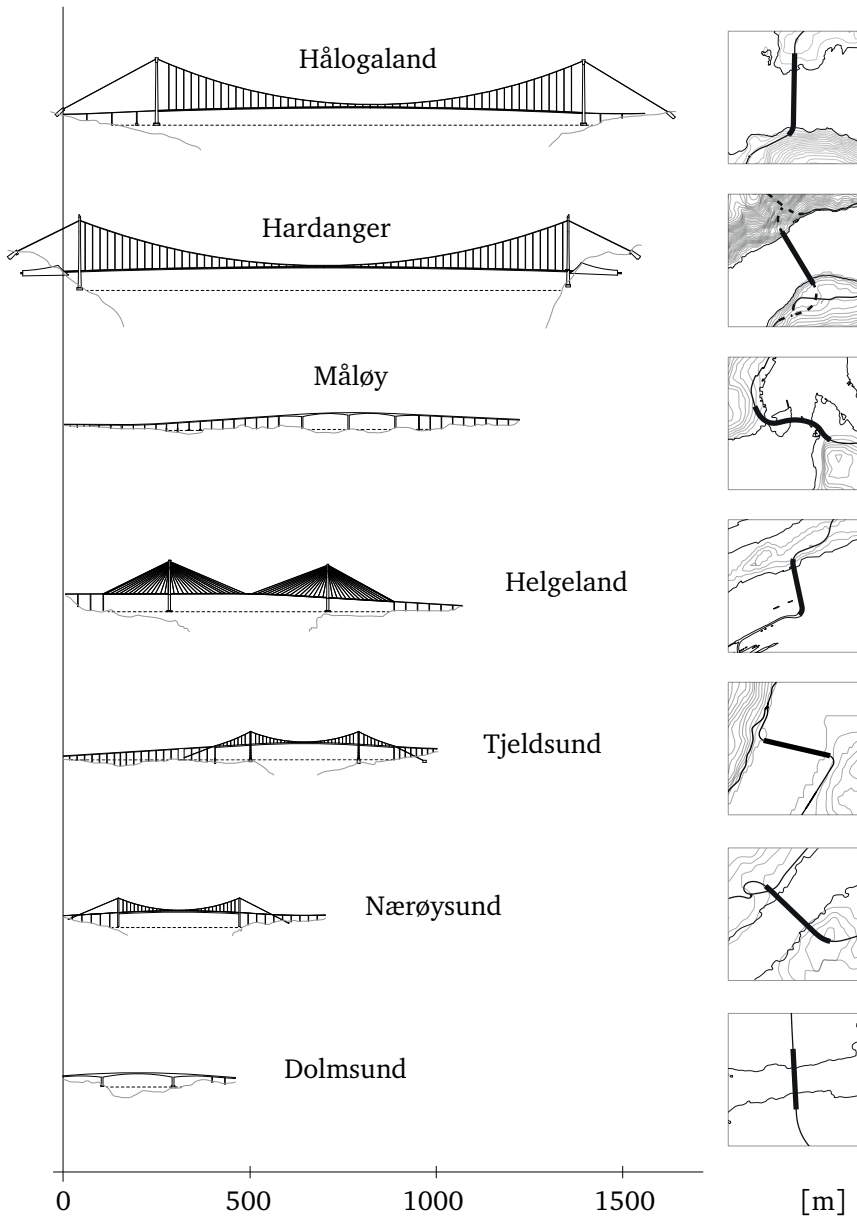 Hålogaland
Hardanger
Måløy
Helgeland
Tjeldsund
Nærøysund
Dolmsund
0 500 1000 1500 [m]